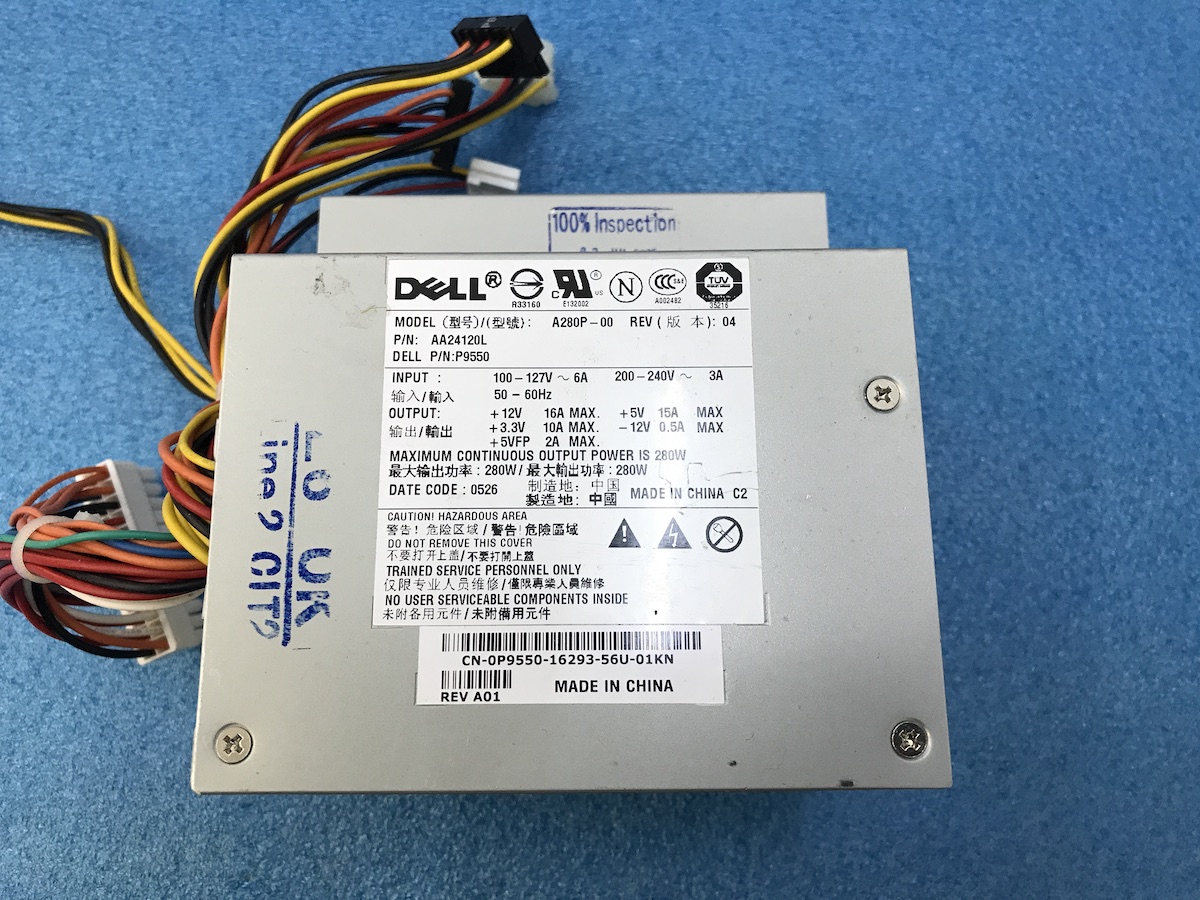 100% Inspection
DELL® R33160 c UR® us E132002 N CCC S&E A002482 TÜV 35216
MODEL (型号)/(型號): A280P-00 REV (版本): 04
P/N: AA24120L
DELL P/N:P9550
INPUT : 100-127V ~ 6A 200-240V ~ 3A
输入/輸入 50-60Hz
OUTPUT: +12V 16A MAX. +5V 15A MAX
输出/輸出 +3.3V 10A MAX. -12V 0.5A MAX
+5VFP 2A MAX.
MAXIMUM CONTINUOUS OUTPUT POWER IS 280W
最大输出功率:280W/最大輸出功率:280W
DATE CODE : 0526 制造地: 中国
製造地: 中國 MADE IN CHINA C2
CAUTION! HAZARDOUS AREA
警告! 危险区域/警告! 危險區域
DO NOT REMOVE THIS COVER
不要打开上盖/不要打開上蓋
TRAINED SERVICE PERSONNEL ONLY
仅限专业人员维修/僅限專業人員維修
NO USER SERVICEABLE COMPONENTS INSIDE
未附备用元件/未附備用元件
CN-0P9550-16293-56U-01KN
REV A01 MADE IN CHINA